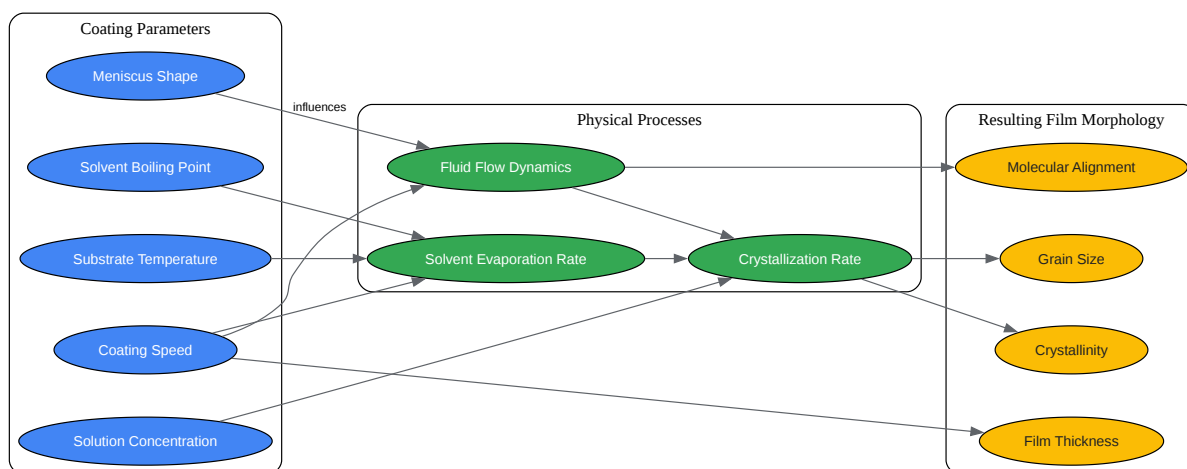 Coating Parameters
Meniscus Shape
Solvent Boiling Point
Substrate Temperature
Coating Speed
Solution Concentration
influences
Physical Processes
Fluid Flow Dynamics
Solvent Evaporation Rate
Crystallization Rate
Resulting Film Morphology
Molecular Alignment
Grain Size
Crystallinity
Film Thickness